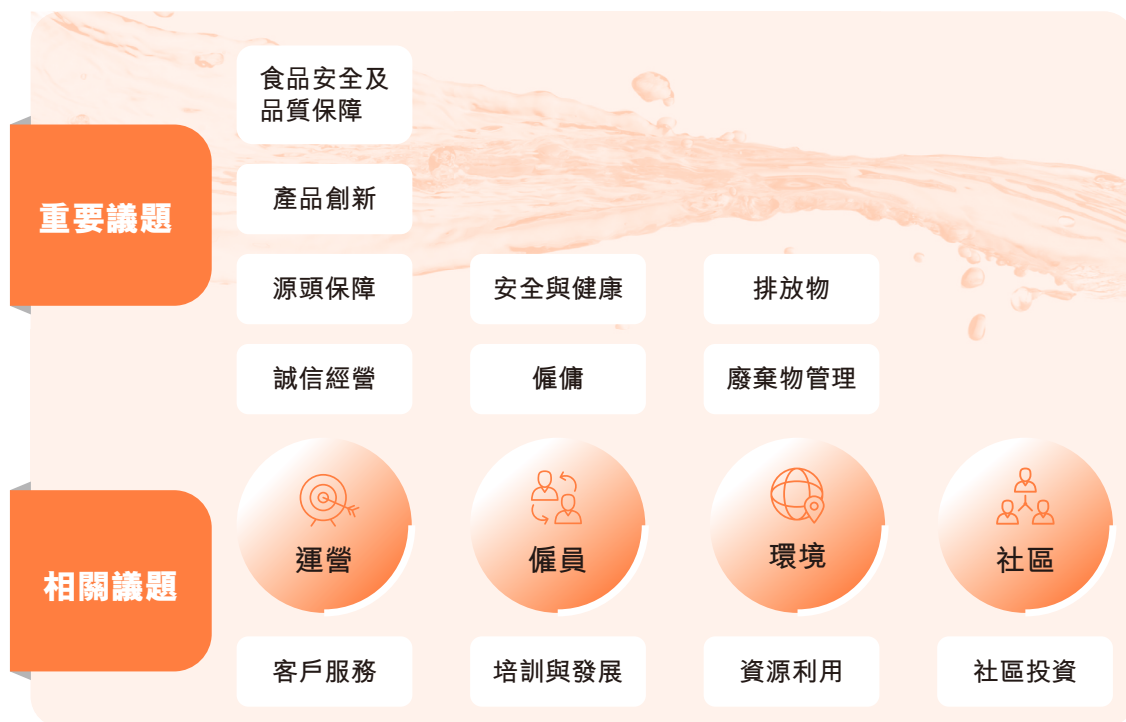 重要議題
食品安全及
品質保障
產品創新
源頭保障
安全與健康
排放物
誠信經營
僱傭
廢棄物管理
運營
僱員
環境
社區
相關議題
客戶服務
培訓與發展
資源利用
社區投資